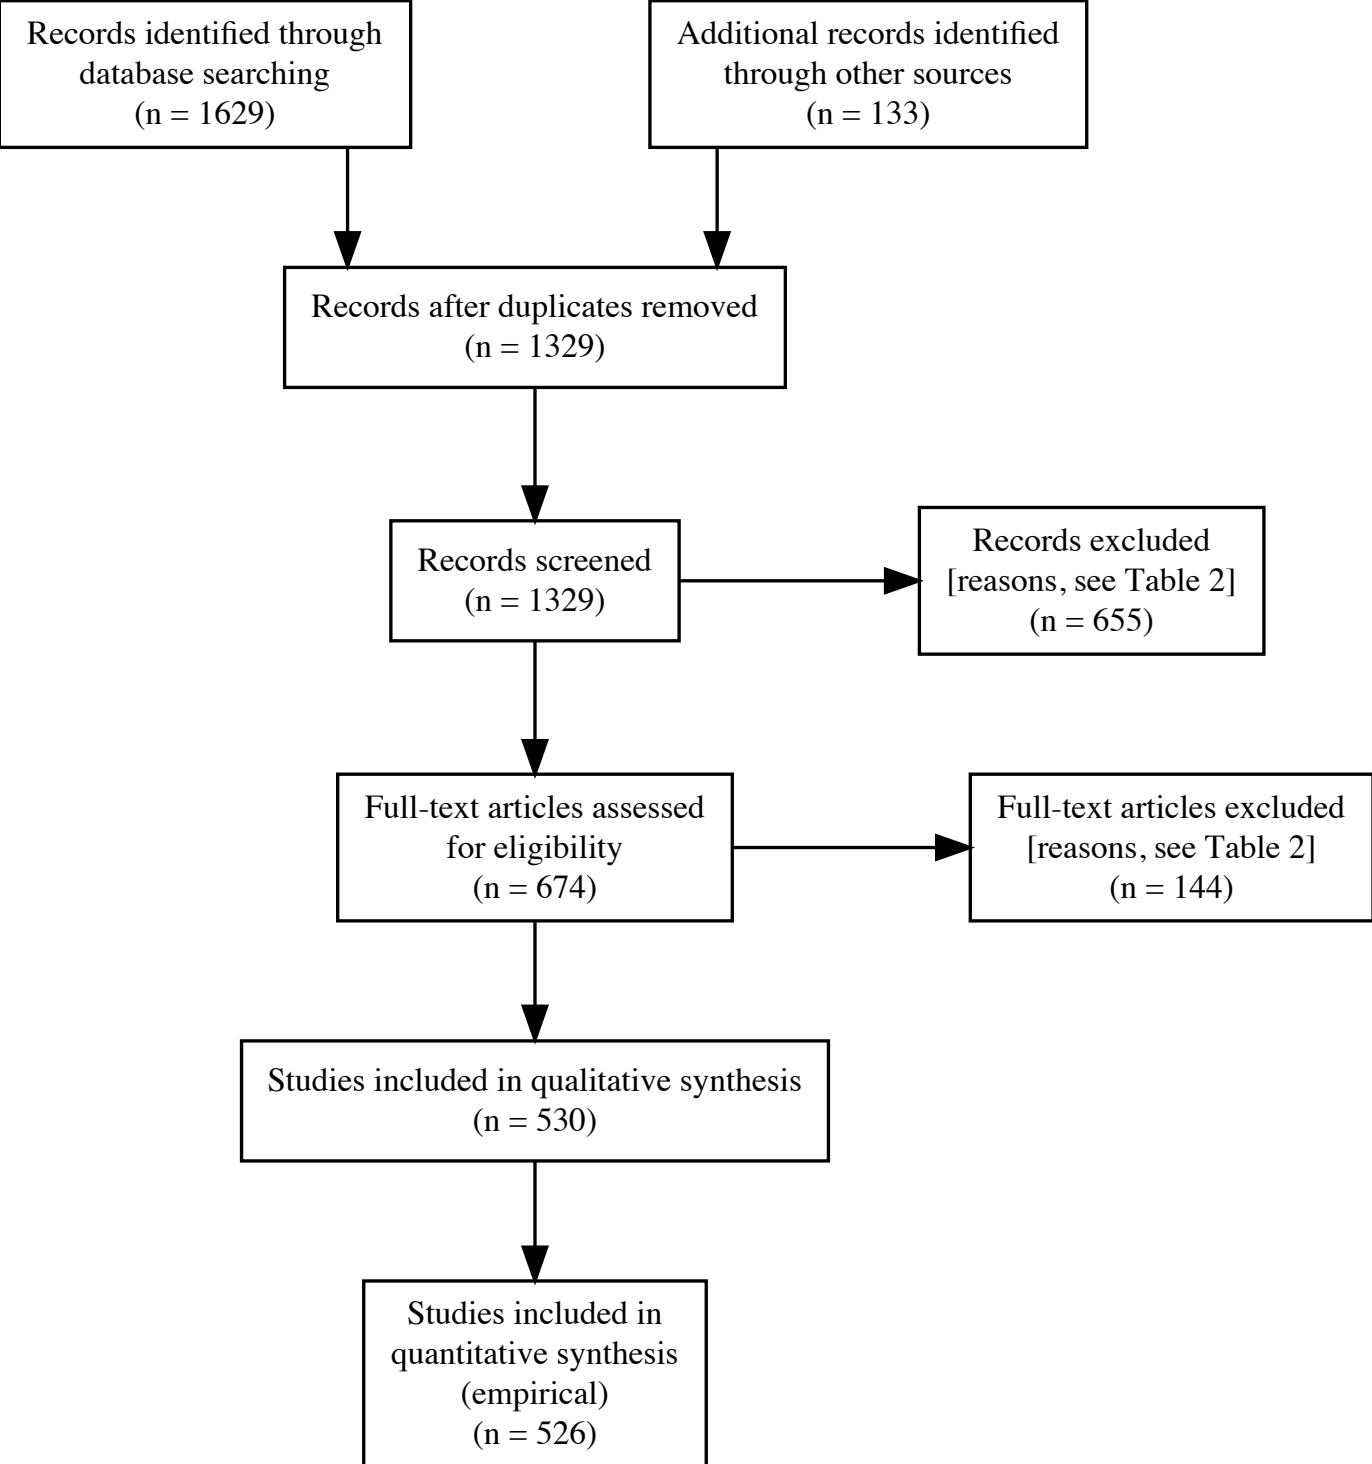 Records identified through
database searching
(n = 1629)
Additional records identified
through other sources
(n = 133)
Records after duplicates removed
(n = 1329)
Records screened
(n = 1329)
Records excluded
[reasons, see Table 2]
(n = 655)
Full-text articles assessed
for eligibility
(n = 674)
Full-text articles excluded
[reasons, see Table 2]
(n = 144)
Studies included in qualitative synthesis
(n = 530)
Studies included in
quantitative synthesis
(empirical)
(n = 526)